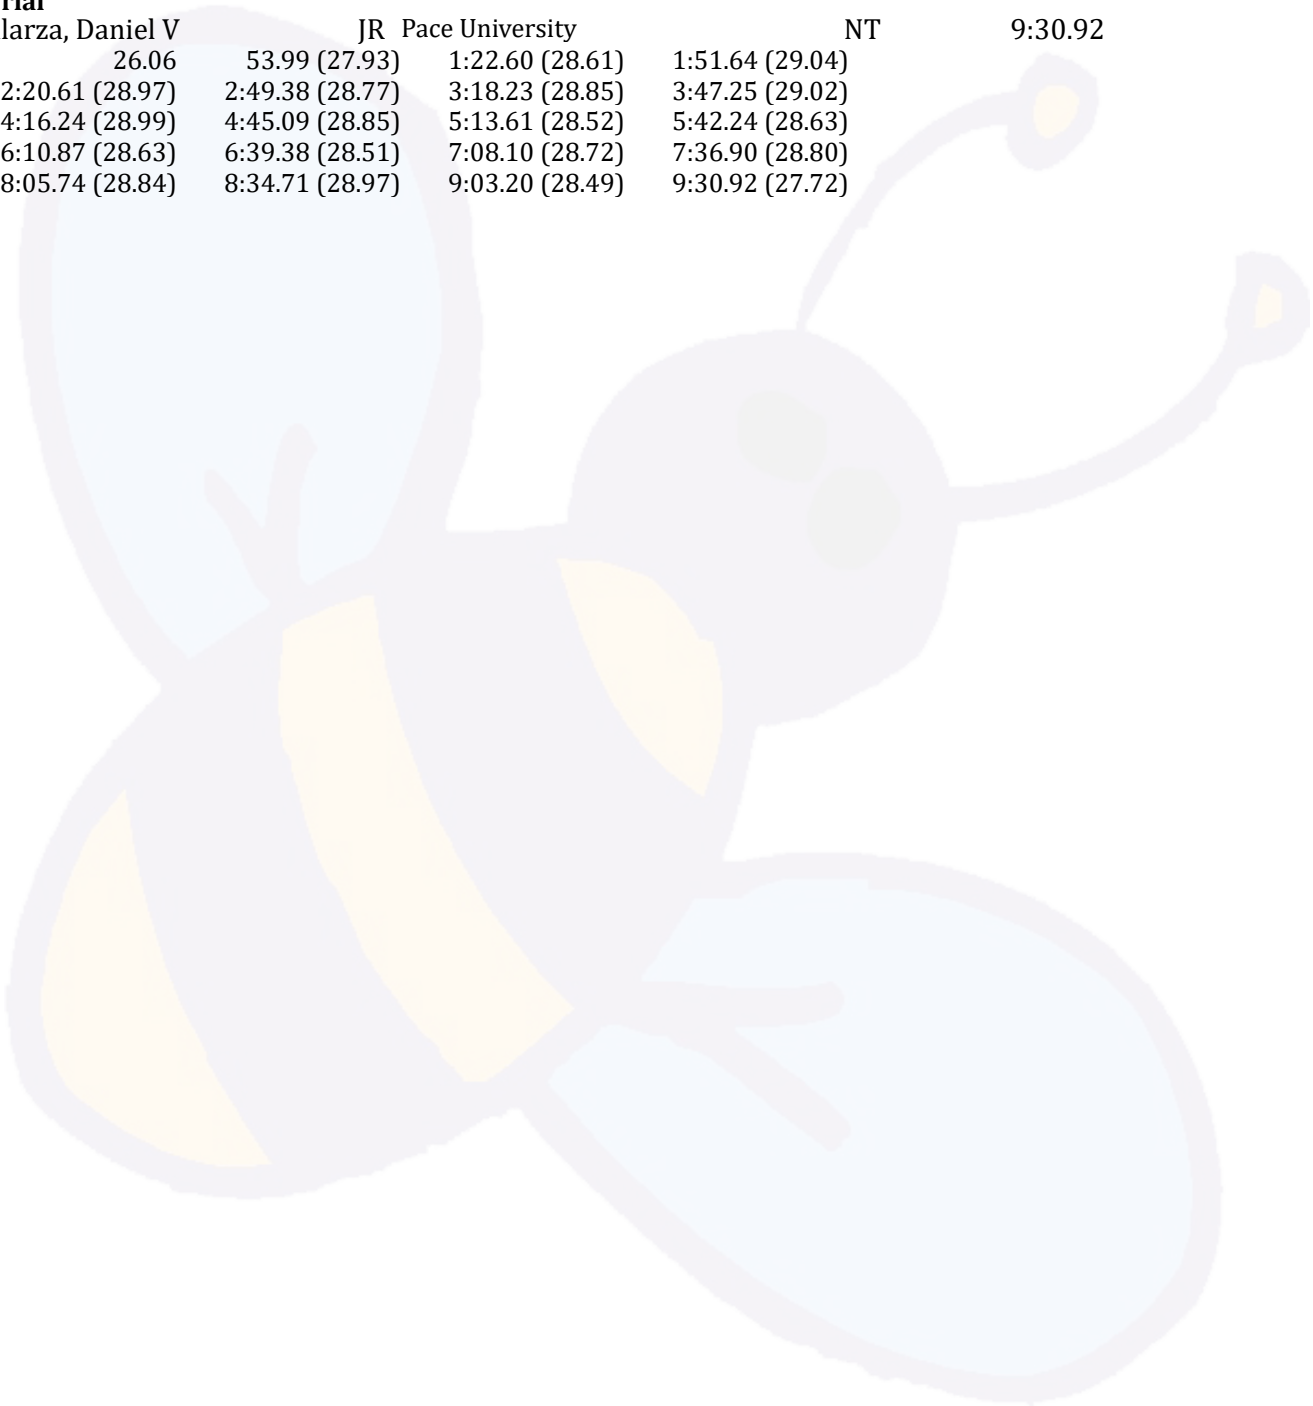 rial
larza, Daniel V JR Pace University NT 9:30.92
26.06 53.99 (27.93) 1:22.60 (28.61) 1:51.64 (29.04)
2:20.61 (28.97) 2:49.38 (28.77) 3:18.23 (28.85) 3:47.25 (29.02)
4:16.24 (28.99) 4:45.09 (28.85) 5:13.61 (28.52) 5:42.24 (28.63)
6:10.87 (28.63) 6:39.38 (28.51) 7:08.10 (28.72) 7:36.90 (28.80)
8:05.74 (28.84) 8:34.71 (28.97) 9:03.20 (28.49) 9:30.92 (27.72)